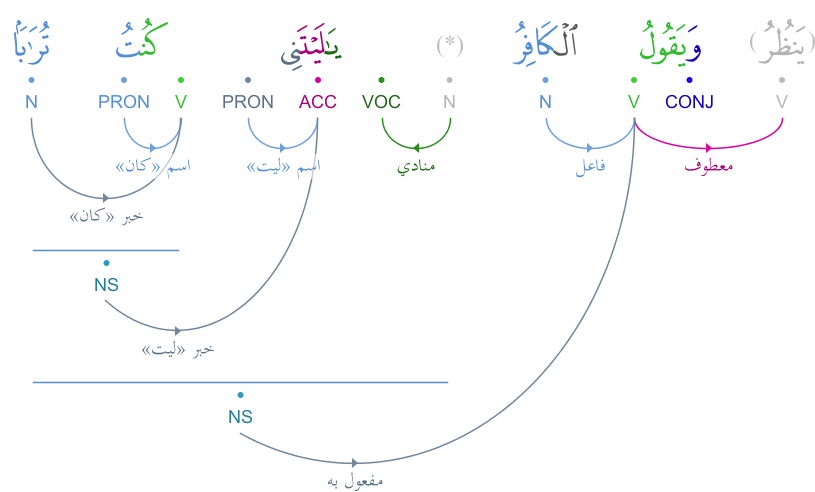 (يَنظُرُ) وَيَقُولُ ٱلْكَافِرُ (*) يَـٰلَيْتَنِى كُنتُ تُرَٰبًۢا
V CONJ V N N VOC ACC PRON V PRON N
معطوف فاعل منادي اسم «ليت» اسم «كان»
خبر «كان»
NS
خبر «ليت»
NS
مفعول به